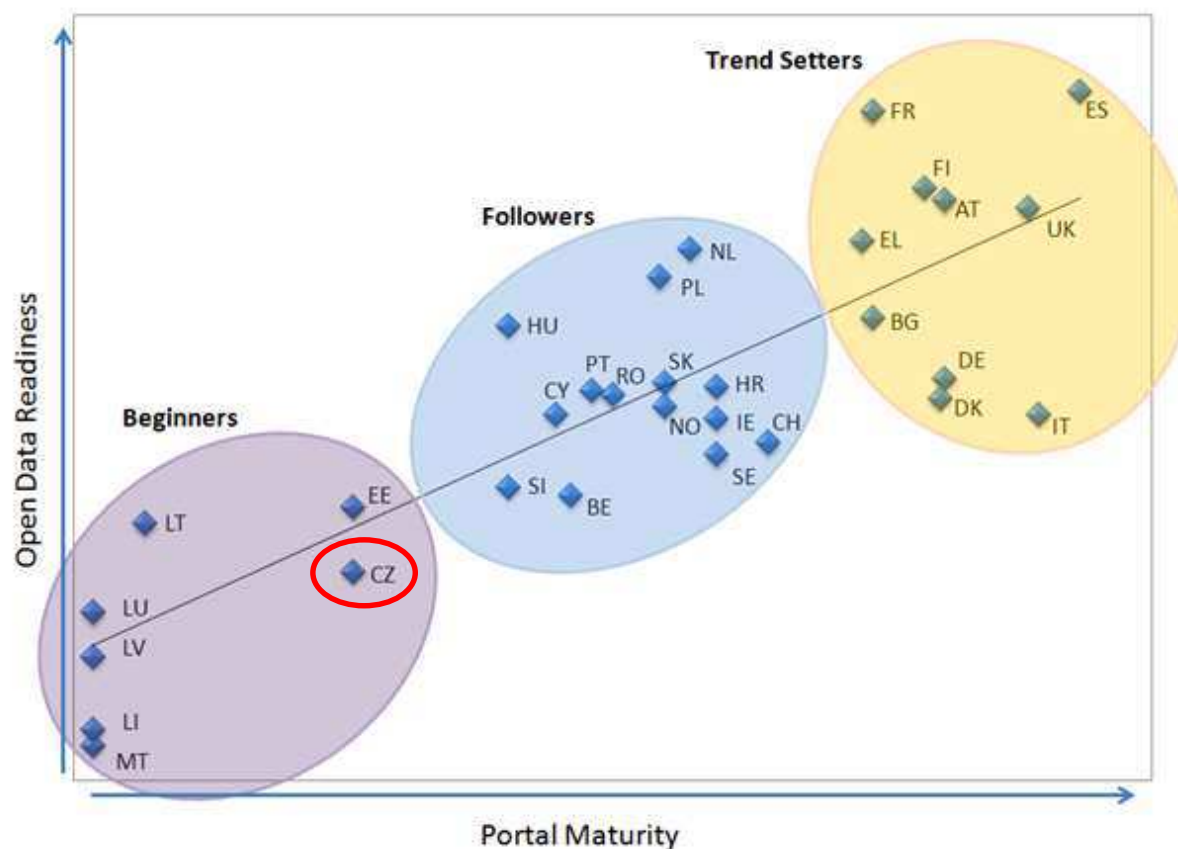 Trend Setters
ES
FR
FI
AT
UK
Followers
EL
NL
PL
BG
HU
DE
SK
PT
RO
HR
DK
CY
IT
NO
IE
CH
Beginners
SE
SI
BE
EE
LT
CZ
LU
LV
LI
MT
Open Data Readiness
Portal Maturity